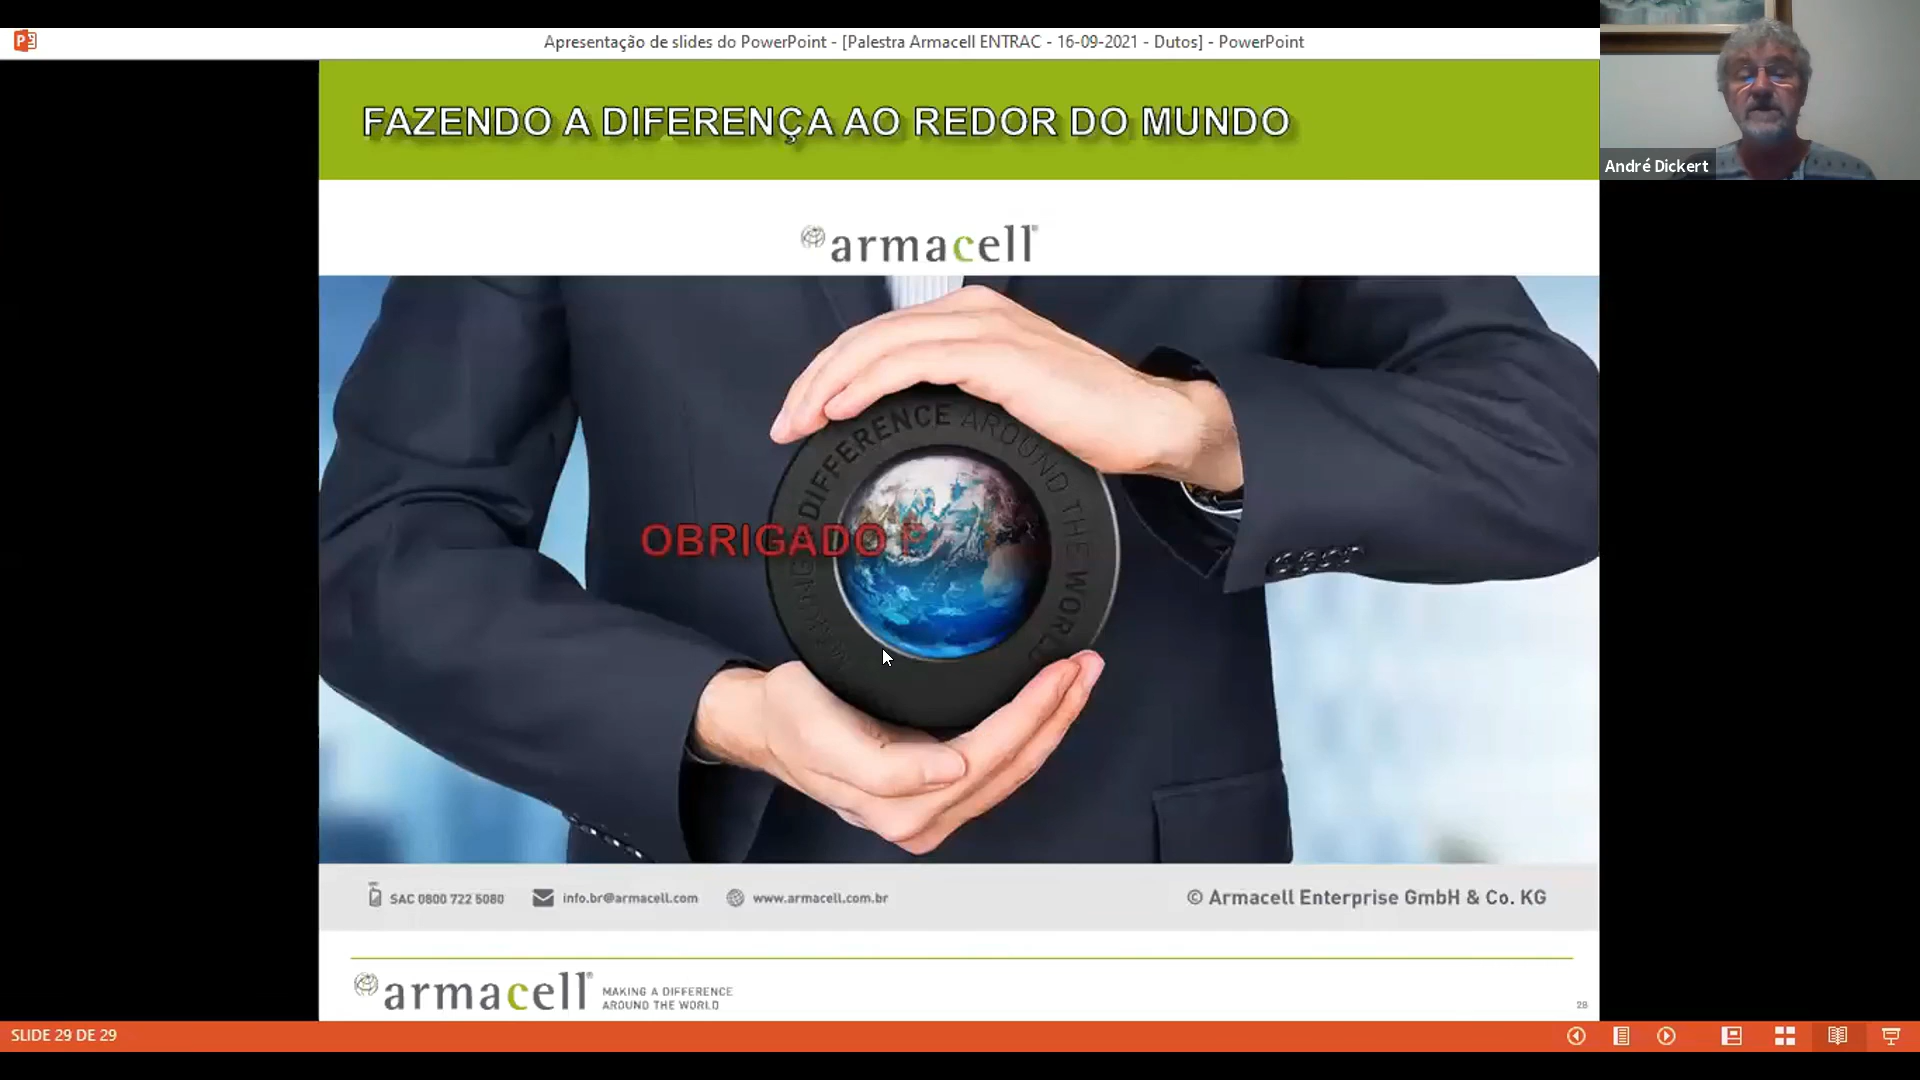 Apresentação de slides do PowerPoint - [Palestra Armacell ENTRAC - 16-09-2021 - Dutos] - PowerPoint
André Dickert
FAZENDO A DIFERENÇA AO REDOR DO MUNDO
armacell®
MAKING A DIFFERENCE AROUND THE WORLD
OBRIGADO P
SAC 0800 722 5080
info.br@armacell.com
www.armacell.com.br
© Armacell Enterprise GmbH & Co. KG
armacell®
MAKING A DIFFERENCE
AROUND THE WORLD
28
SLIDE 29 DE 29